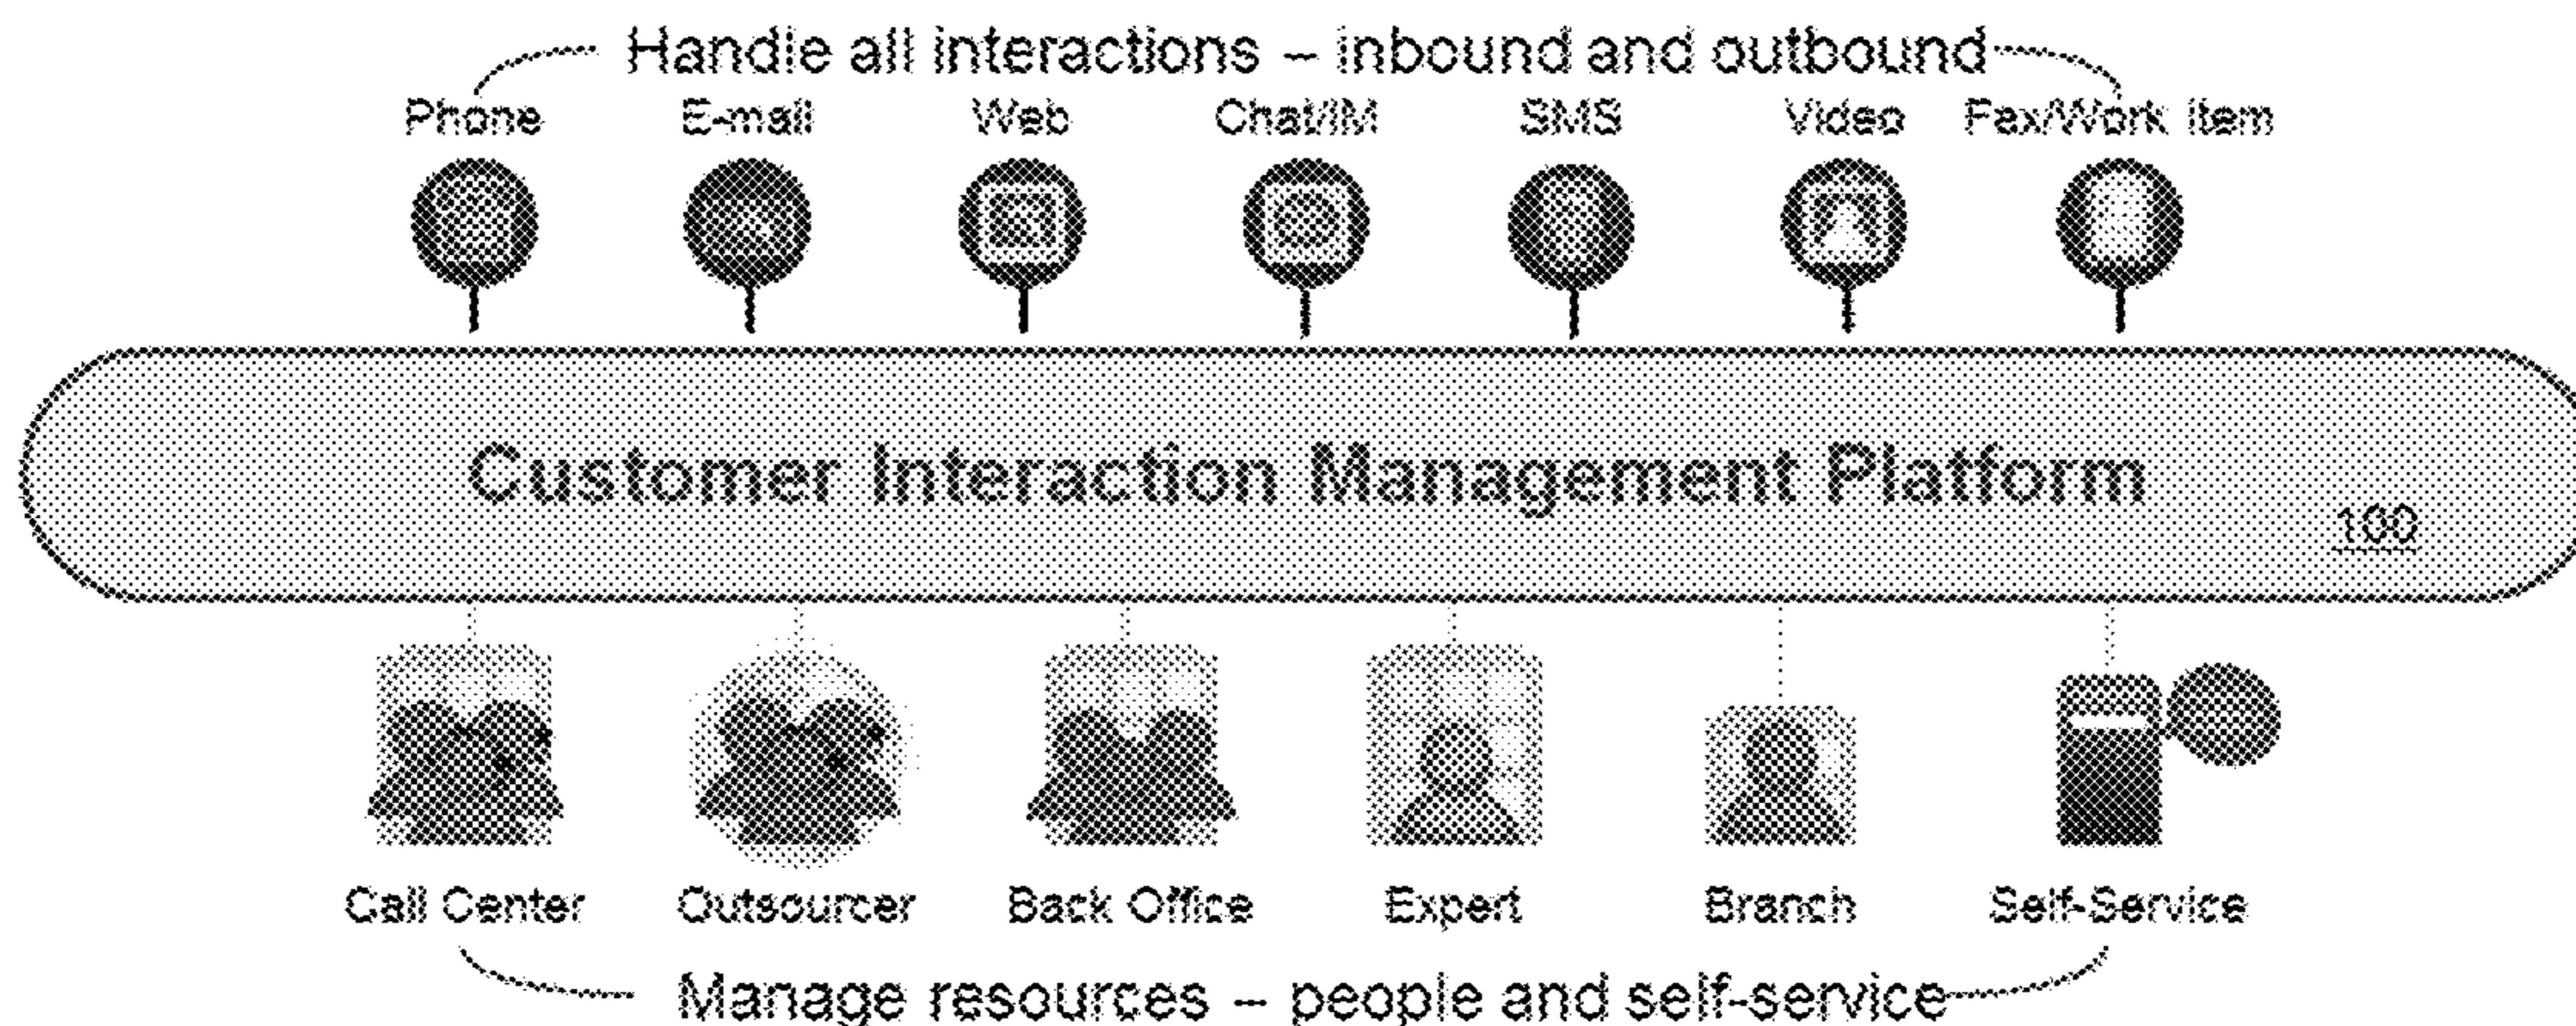 Handle all interactions – inbound and outbound
Phone E-mail Web Chat/IM SMS Video Fax/Work item
Customer Interaction Management Platform
100
Call Center Outsourcer Back Office Expert Branch Self-Service
Manage resources – people and self-service